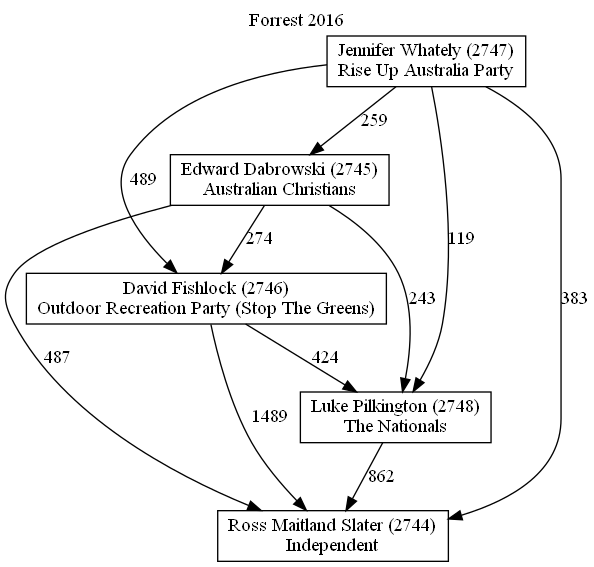 Forrest 2016
Jennifer Whately (2747)
Rise Up Australia Party
259
Edward Dabrowski (2745)
Australian Christians
489
274
119
David Fishlock (2746)
Outdoor Recreation Party (Stop The Greens)
243
383
487
424
Luke Pilkington (2748)
The Nationals
1489
862
Ross Maitland Slater (2744)
Independent